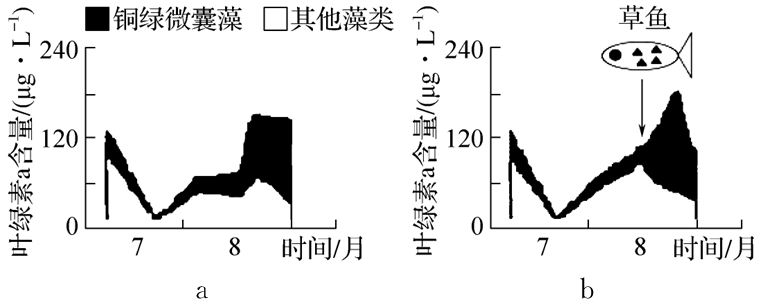 铜绿微囊藻 其他藻类
叶绿素a含量/(μg·L⁻¹)
240
120
0
7 8 时间/月
a
草鱼
叶绿素a含量/(μg·L⁻¹)
240
120
0
7 8 时间/月
b